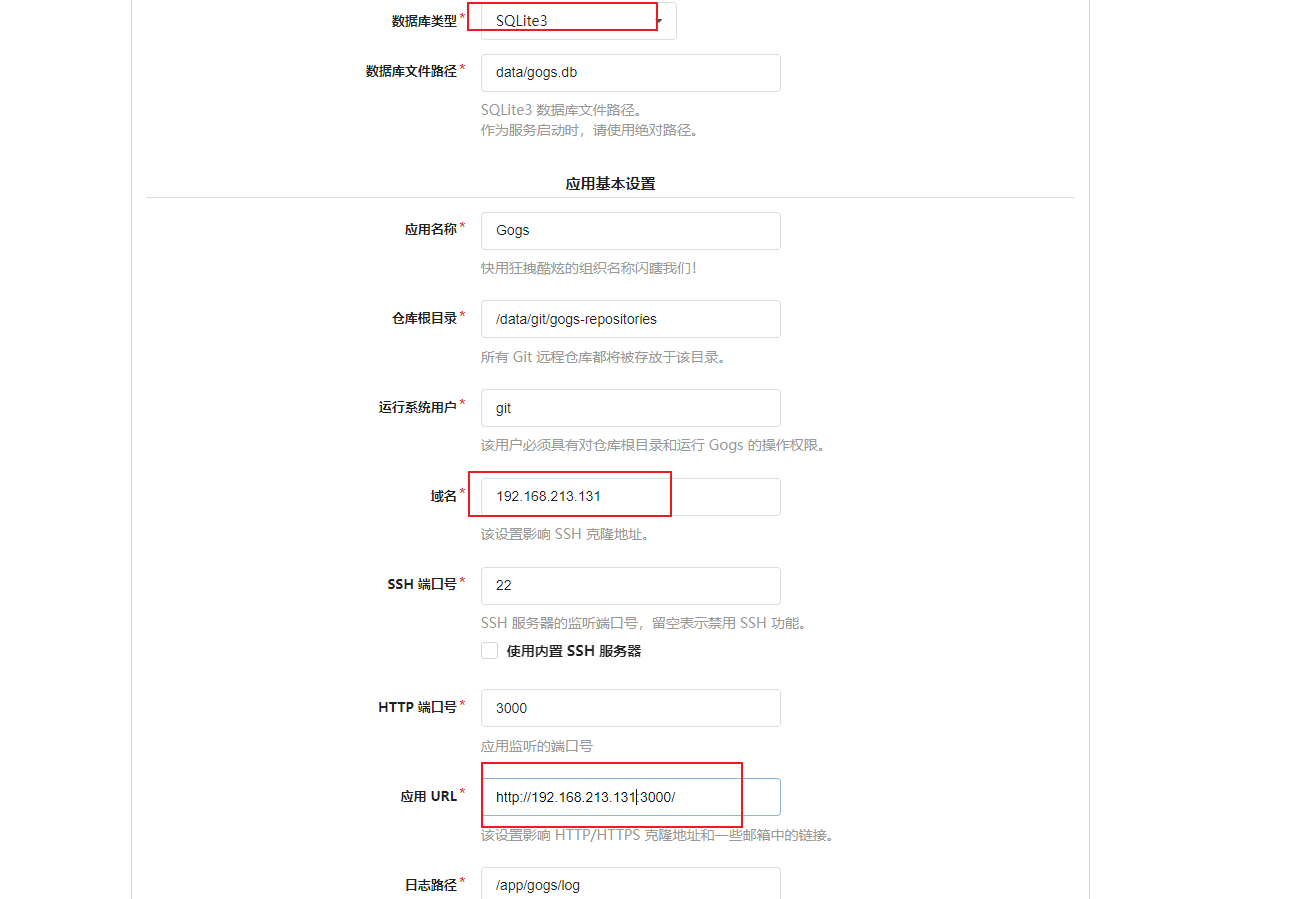 数据库类型* SQLite3
数据库文件路径* data/gogs.db
SQLite3 数据库文件路径。
作为服务启动时，请使用绝对路径。
应用基本设置
应用名称* Gogs
快用狂拽酷炫的组织名称闪瞎我们！
仓库根目录* /data/git/gogs-repositories
所有 Git 远程仓库都将被存放于该目录。
运行系统用户* git
该用户必须具有对仓库根目录和运行 Gogs 的操作权限。
域名* 192.168.213.131
该设置影响 SSH 克隆地址。
SSH 端口号* 22
SSH 服务器的监听端口号，留空表示禁用 SSH 功能。
使用内置 SSH 服务器
HTTP 端口号* 3000
应用监听的端口号
应用 URL* http://192.168.213.131:3000/
该设置影响 HTTP/HTTPS 克隆地址和一些邮箱中的链接。
日志路径* /app/gogs/log